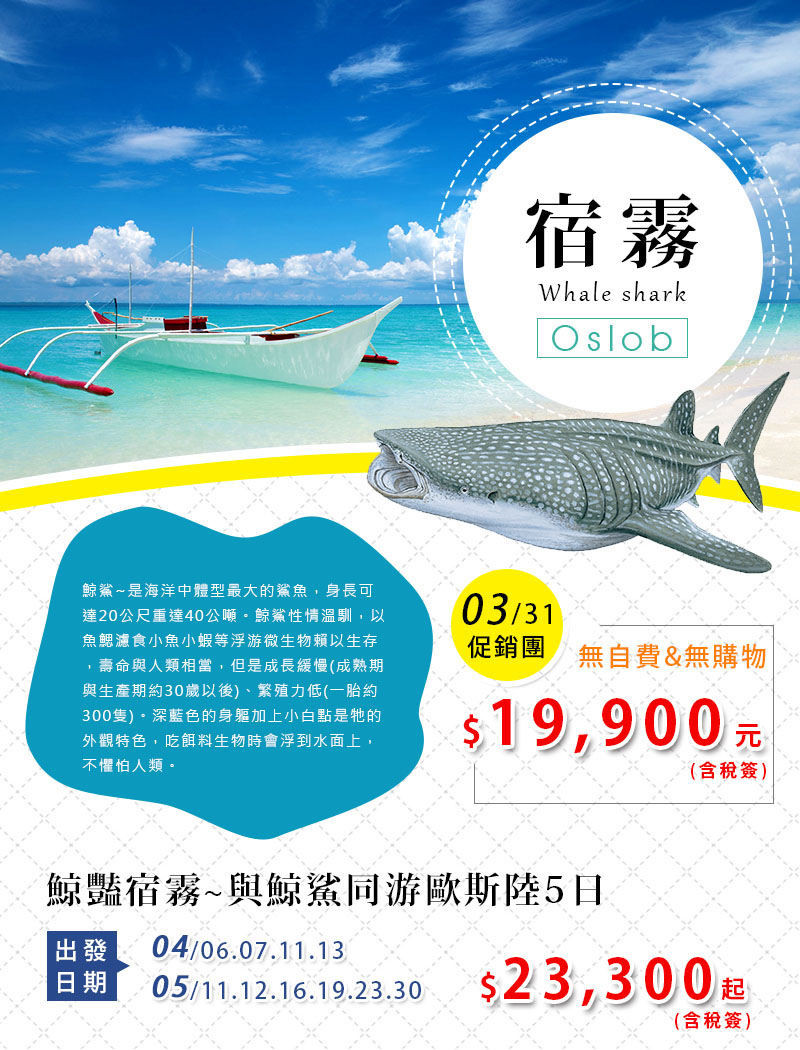 宿霧
Whale shark
Oslob
鯨鯊~是海洋中體型最大的鯊魚，身長可
達20公尺重達40公噸。鯨鯊性情溫馴，以
魚鰓濾食小魚小蝦等浮游微生物賴以生存
，壽命與人類相當，但是成長緩慢(成熟期
與生產期約30歲以後)、繁殖力低(一胎約
300隻)。深藍色的身軀加上小白點是牠的
外觀特色，吃餌料生物時會浮到水面上，
不懼怕人類。
03/31
促銷團
無自費&無購物
$19,900元
(含稅簽)
鯨豔宿霧~與鯨鯊同游歐斯陸5日
出發
日期
04/06.07.11.13
05/11.12.16.19.23.30
$23,300起
(含稅簽)